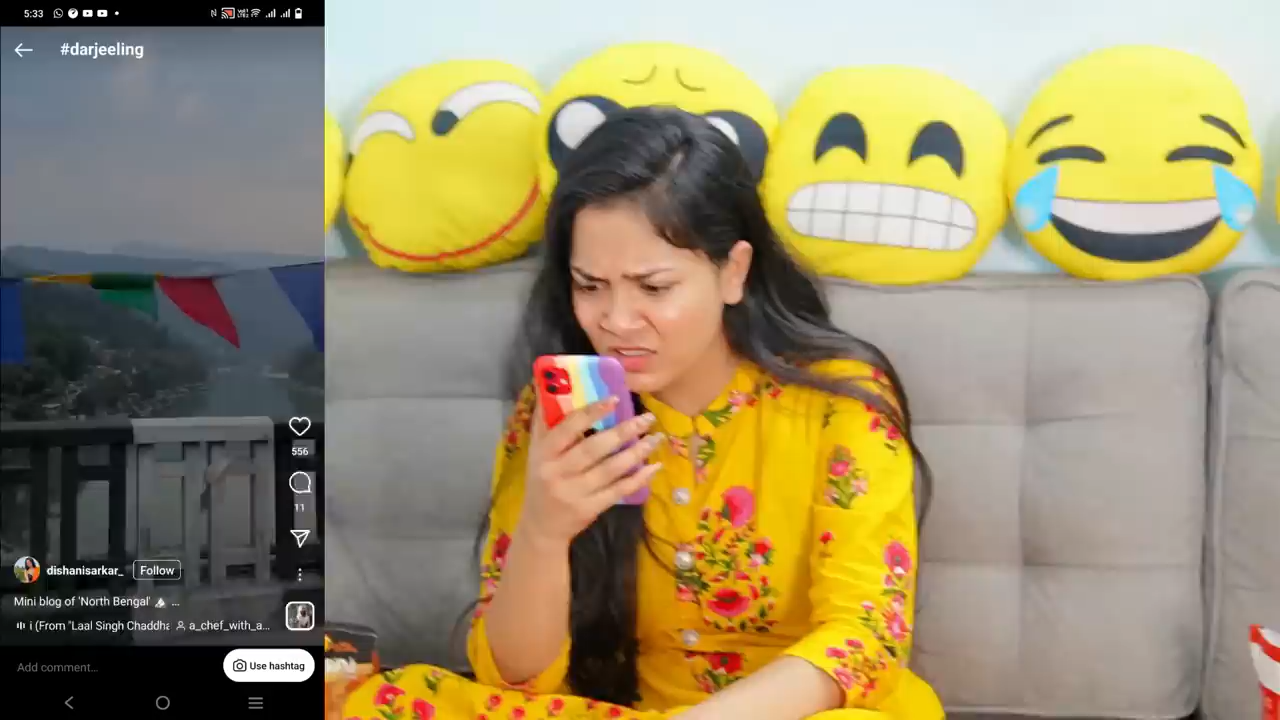 5:33
#darjeeling
556
11
dishanisarkar_ Follow
Mini blog of 'North Bengal' ⛰ ...
i (From "Laal Singh Chaddha a_chef_with_a...
Add comment... Use hashtag